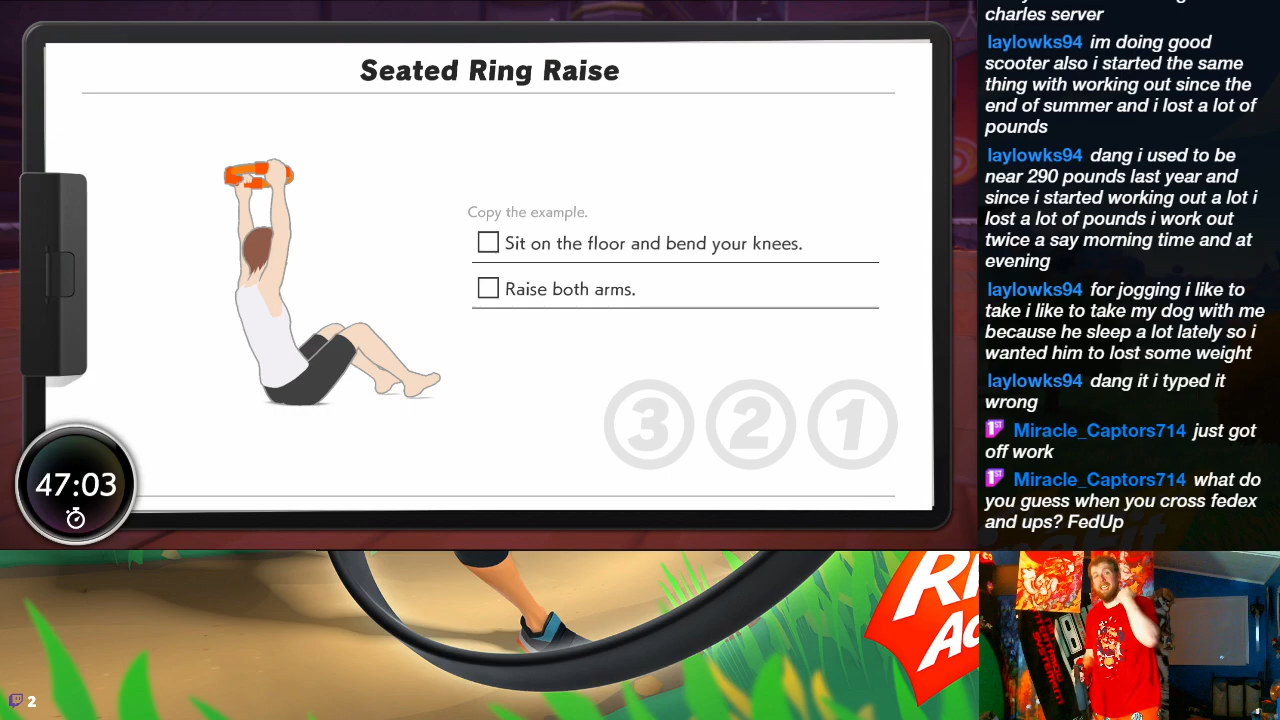 charles server
laylowks94 im doing good
scooter also i started the same
thing with working out since the
end of summer and i lost a lot of
pounds
laylowks94 dang i used to be
near 290 pounds last year and
since i started working out a lot i
lost a lot of pounds i work out
twice a say morning time and at
evening
laylowks94 for jogging i like to
take i like to take my dog with me
because he sleep a lot lately so i
wanted him to lost some weight
laylowks94 dang it i typed it
wrong
1ST Miracle_Captors714 just got
off work
1ST Miracle_Captors714 what do
you guess when you cross fedex
and ups? FedUp
Seated Ring Raise
Copy the example.
Sit on the floor and bend your knees.
Raise both arms.
3 2 1
47:03
2